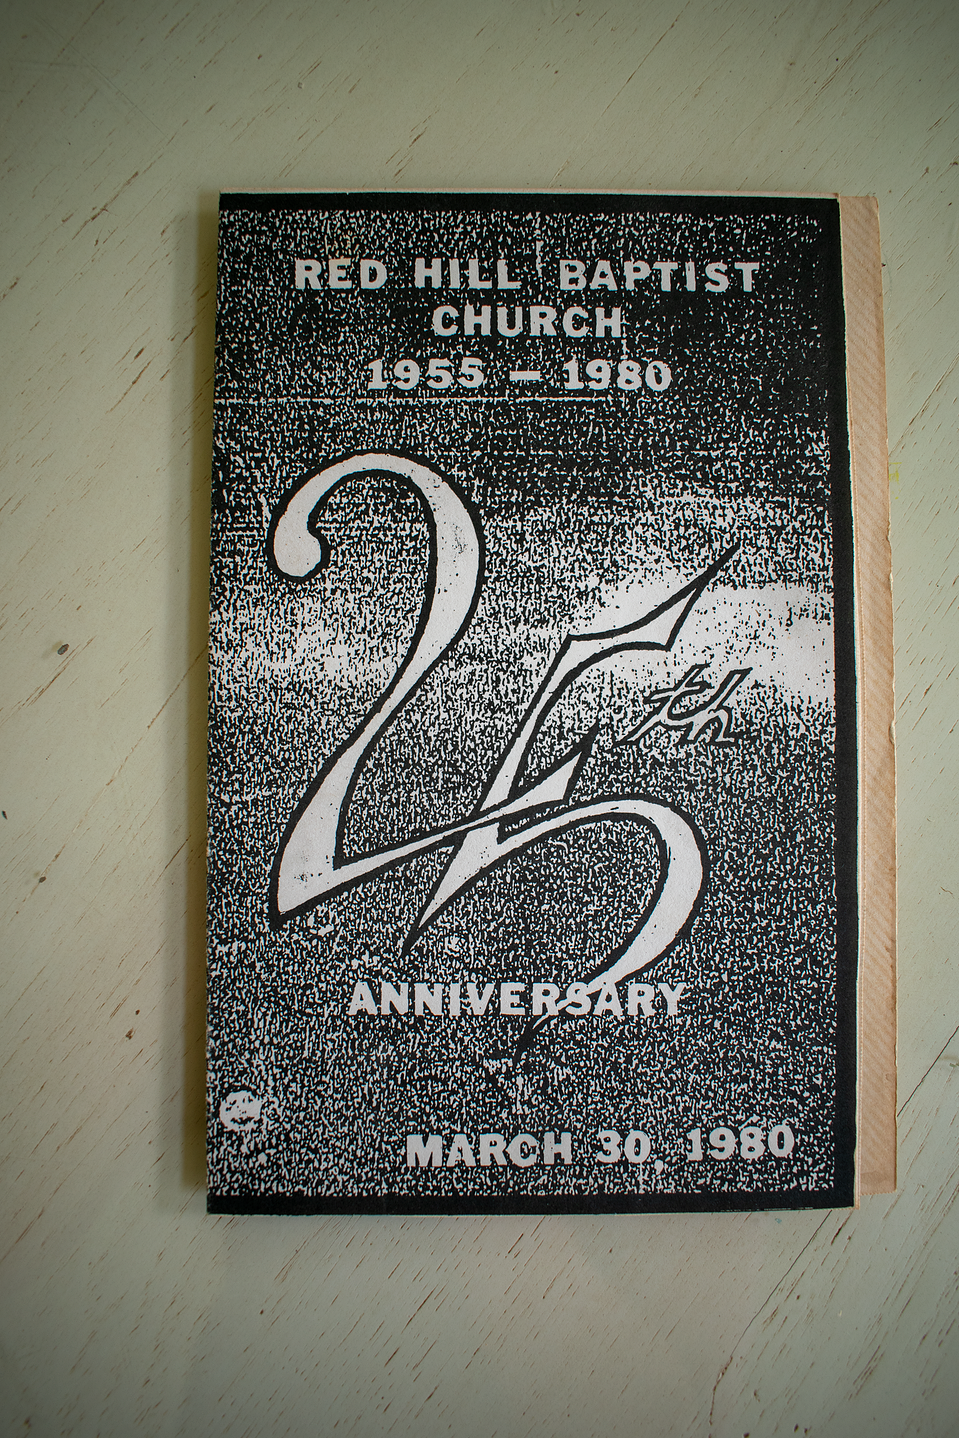 RED HILL BAPTIST
CHURCH
1955 – 1980
25th
ANNIVERSARY
MARCH 30, 1980